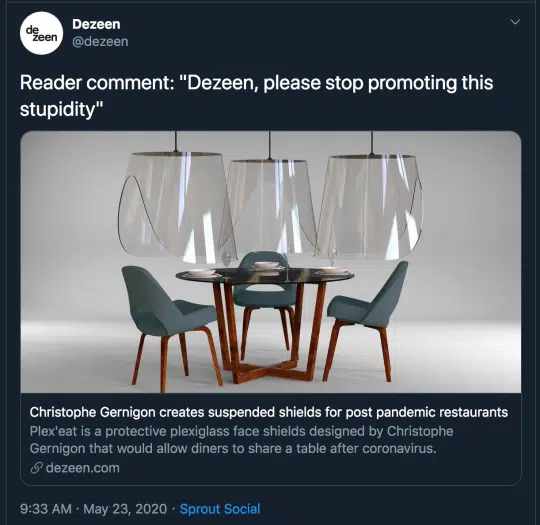 de
zeen
Dezeen
@dezeen
Reader comment: "Dezeen, please stop promoting this
stupidity"
Christophe Gernigon creates suspended shields for post pandemic restaurants
Plex'eat is a protective plexiglass face shields designed by Christophe
Gernigon that would allow diners to share a table after coronavirus.
dezeen.com
9:33 AM · May 23, 2020 · Sprout Social